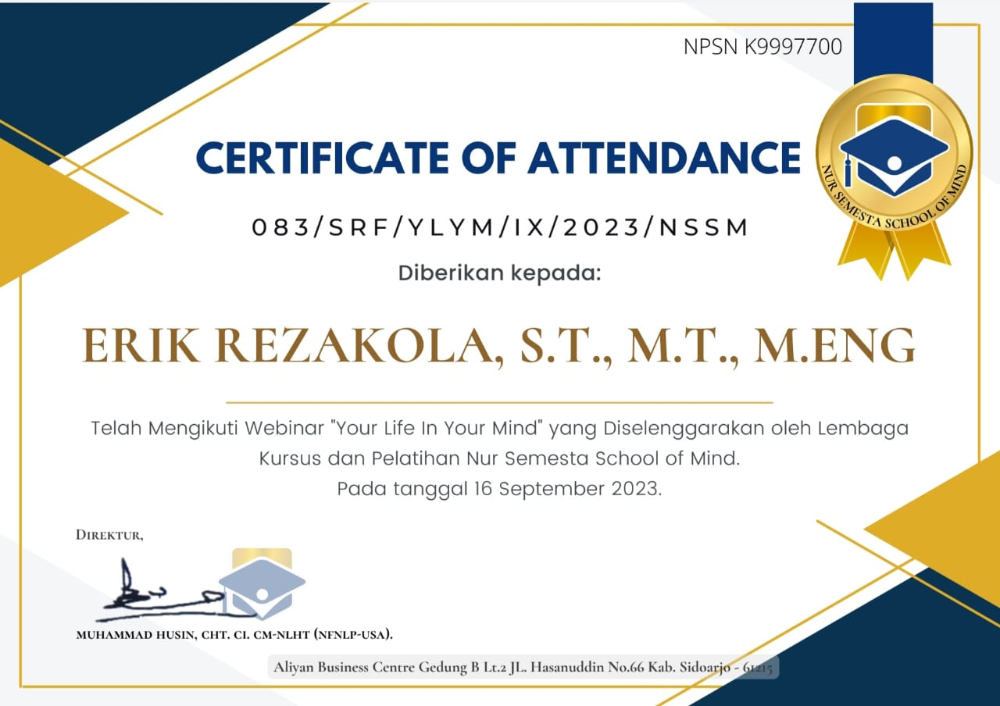 NPSN K9997700
CERTIFICATE OF ATTENDANCE
NUR SEMESTA SCHOOL OF MIND
083/SRF/YLYM/IX/2023/NSSM
Diberikan kepada:
ERIK REZAKOLA, S.T., M.T., M.ENG
Telah Mengikuti Webinar "Your Life In Your Mind" yang Diselenggarakan oleh Lembaga
Kursus dan Pelatihan Nur Semesta School of Mind.
Pada tanggal 16 September 2023.
DIREKTUR,
MUHAMMAD HUSIN, CHT. CI. CM-NLHT (NFNLP-USA).
Aliyan Business Centre Gedung B Lt.2 JL. Hasanuddin No.66 Kab. Sidoarjo - 61215